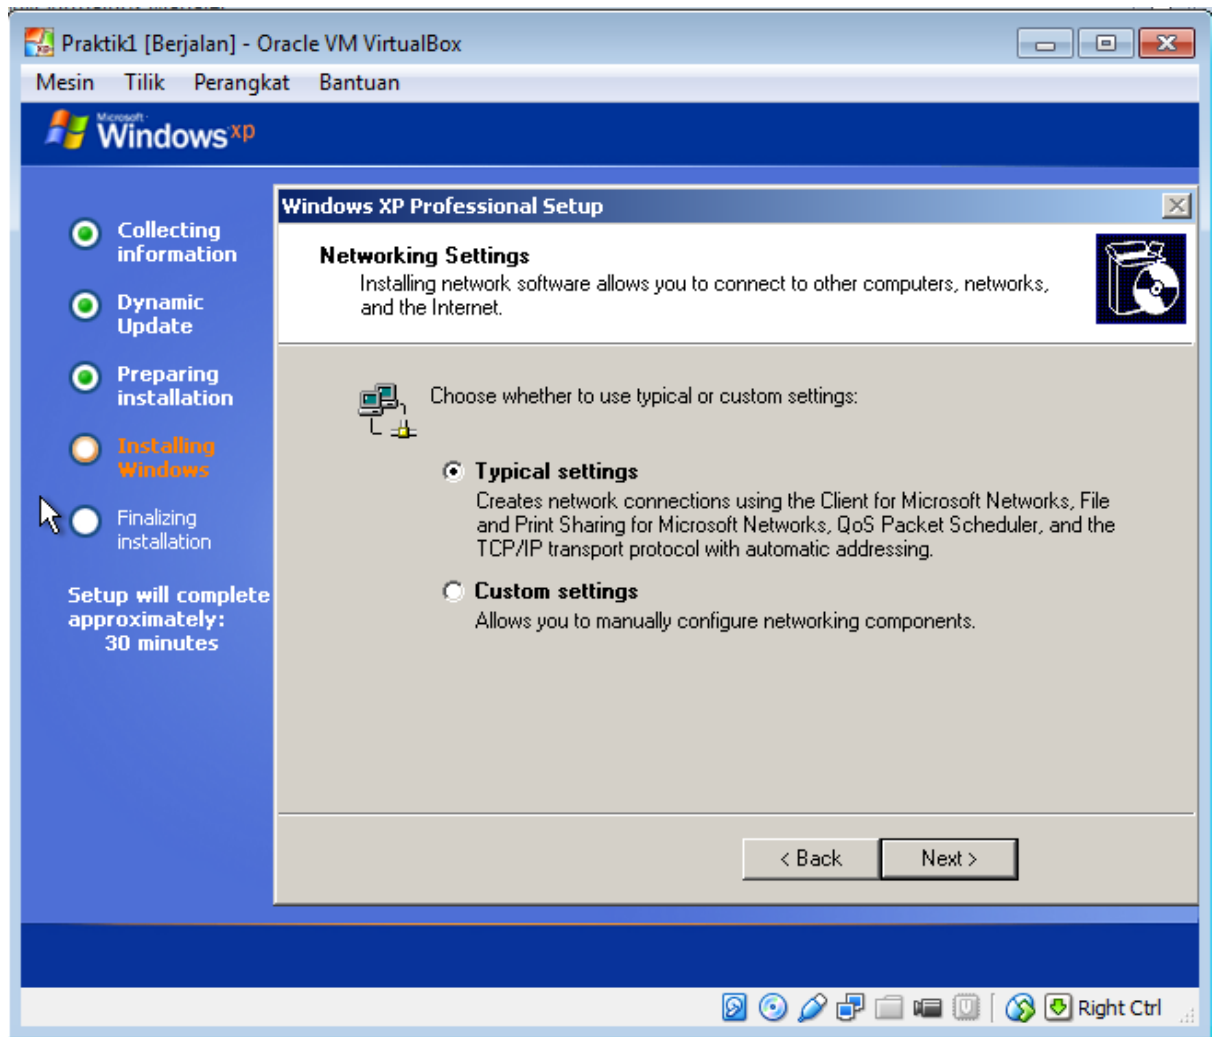 Praktik1 [Berjalan] - Oracle VM VirtualBox
Mesin Tilik Perangkat Bantuan
Microsoft
Windows xp
Collecting
information
Dynamic
Update
Preparing
installation
Installing
Windows
Finalizing
installation
Setup will complete
approximately:
30 minutes
Windows XP Professional Setup
Networking Settings
Installing network software allows you to connect to other computers, networks,
and the Internet.
Choose whether to use typical or custom settings:
Typical settings
Creates network connections using the Client for Microsoft Networks, File
and Print Sharing for Microsoft Networks, QoS Packet Scheduler, and the
TCP/IP transport protocol with automatic addressing.
Custom settings
Allows you to manually configure networking components.
< Back Next >
Right Ctrl